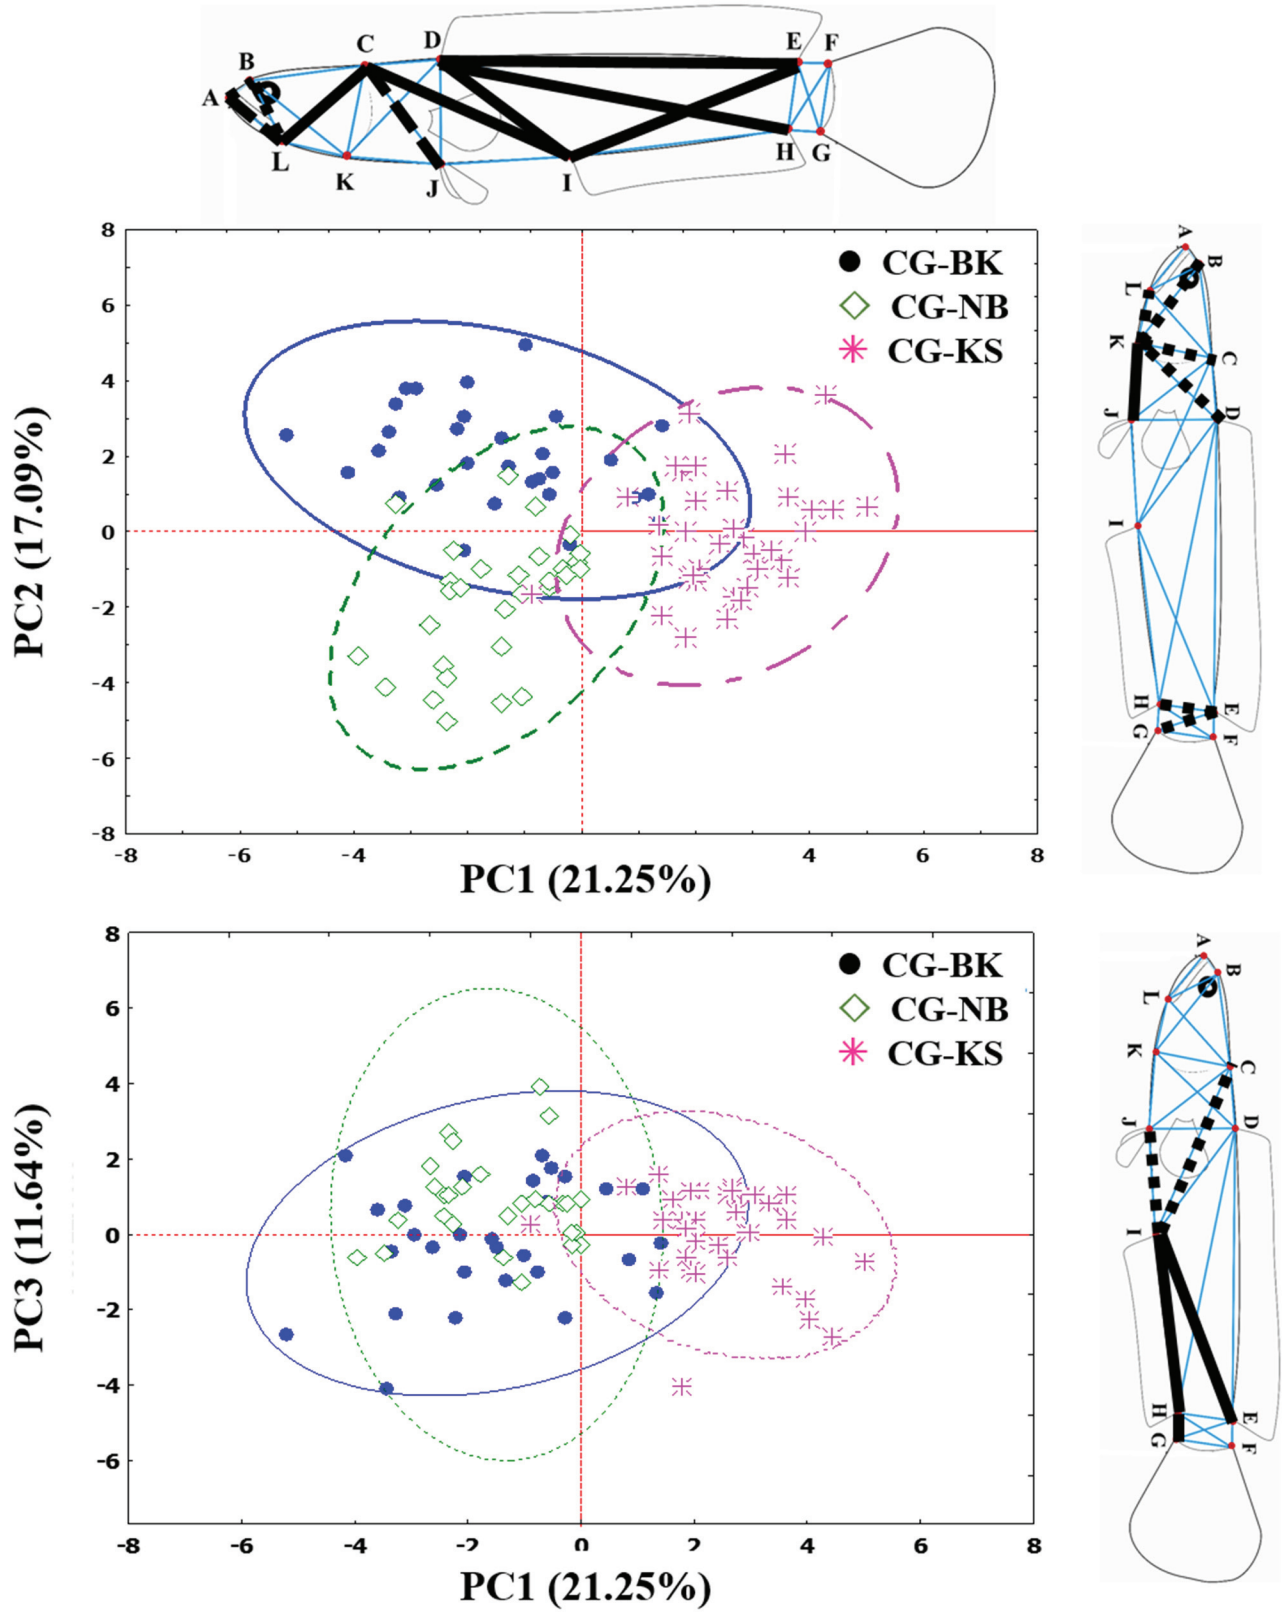 A B C D E F
L K J I H G
8
6
4
2
0
-2
-4
-6
-8
PC2 (17.09%)
CG-BK
CG-NB
CG-KS
-8 -6 -4 4 6 8
PC1 (21.25%)
A
B
L
K
C
J
D
I
H
E
G
F
8
6
4
2
0
-2
-4
-6
PC3 (11.64%)
CG-BK
CG-NB
CG-KS
-8 -6 -4 -2 0 2 4 6 8
PC1 (21.25%)
A
B
L
K
C
J
D
I
H
E
G
F